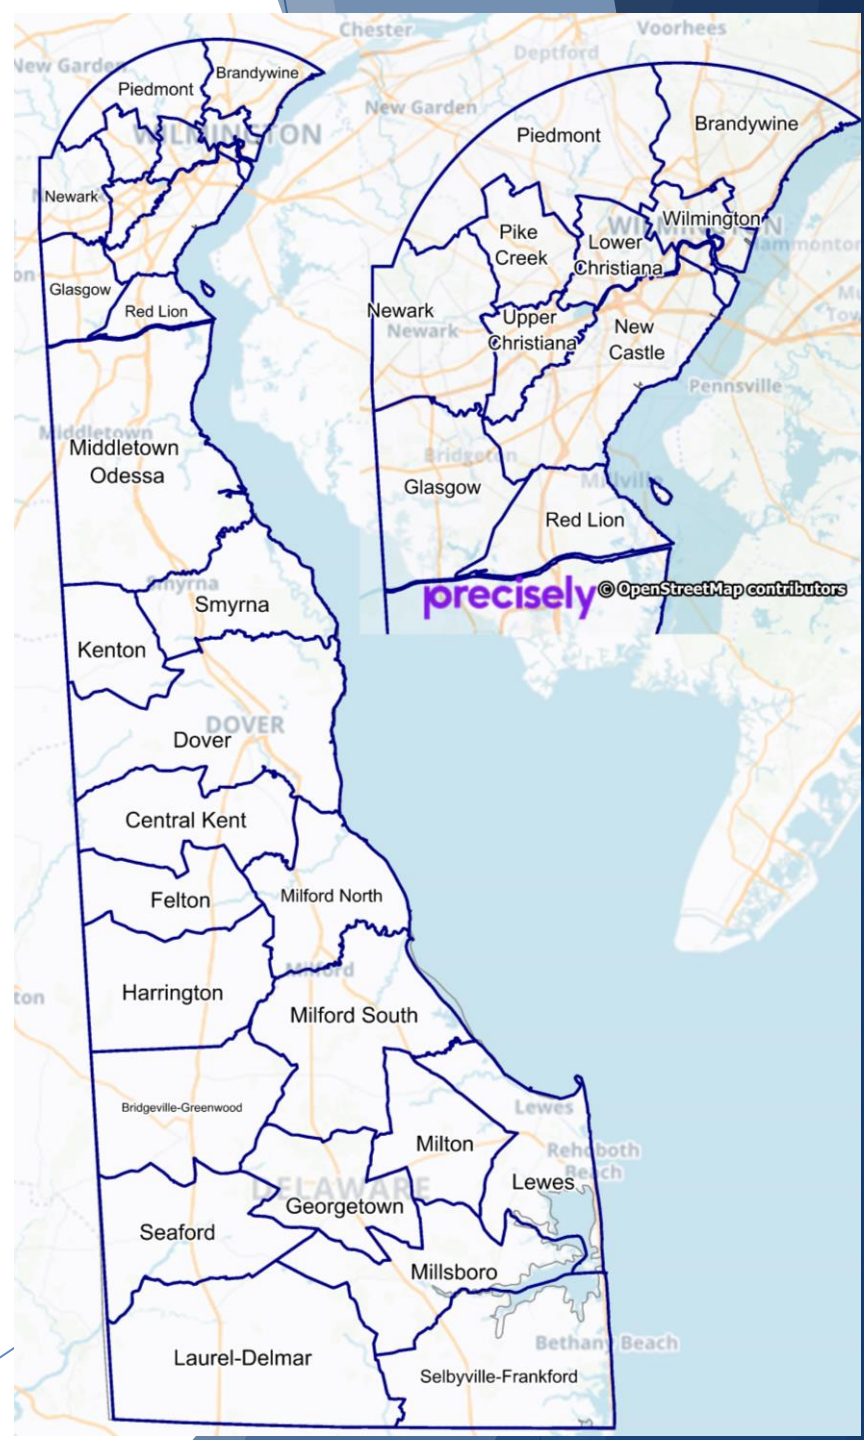 Chester
Voorhees
Deptford
New Garden
Brandywine
Piedmont
WILMINGTON
Newark
Glasgow
Red Lion
New Garden
Brandywine
Piedmont
Wilmington
Pike
Creek
Lower
Christiana
Newark
Newark
Upper
Christiana
New
Castle
Pennsville
Glasgow
Red Lion
precisely
© OpenStreetMap contributors
Middletown
Middletown
Odessa
Smyrna
Smyrna
Kenton
DOVER
Dover
Central Kent
Felton
Milford North
Milford
Harrington
Milford South
Bridgeville-Greenwood
Lewes
Milton
Rehoboth
Beach
Lewes
DELAWARE
Georgetown
Seaford
Millsboro
Bethany Beach
Laurel-Delmar
Selbyville-Frankford